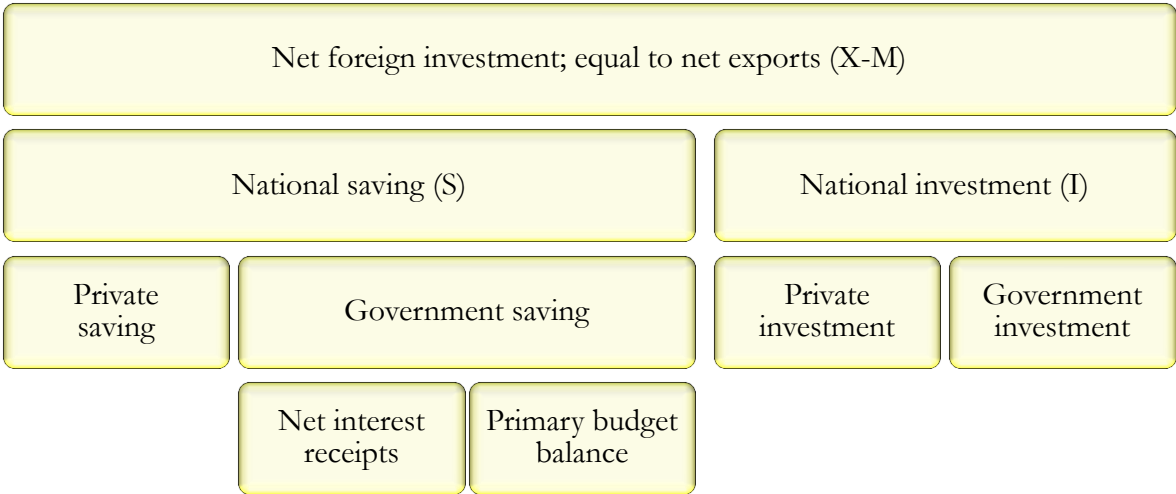 Net foreign investment; equal to net exports (X-M)
National saving (S)
National investment (I)
Private
saving
Government saving
Private
investment
Government
investment
Net interest
receipts
Primary budget
balance